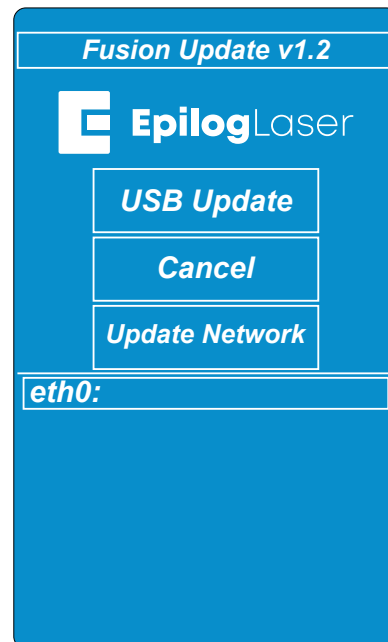 Fusion Update v1.2
EpilogLaser
USB Update
Cancel
Update Network
eth0: